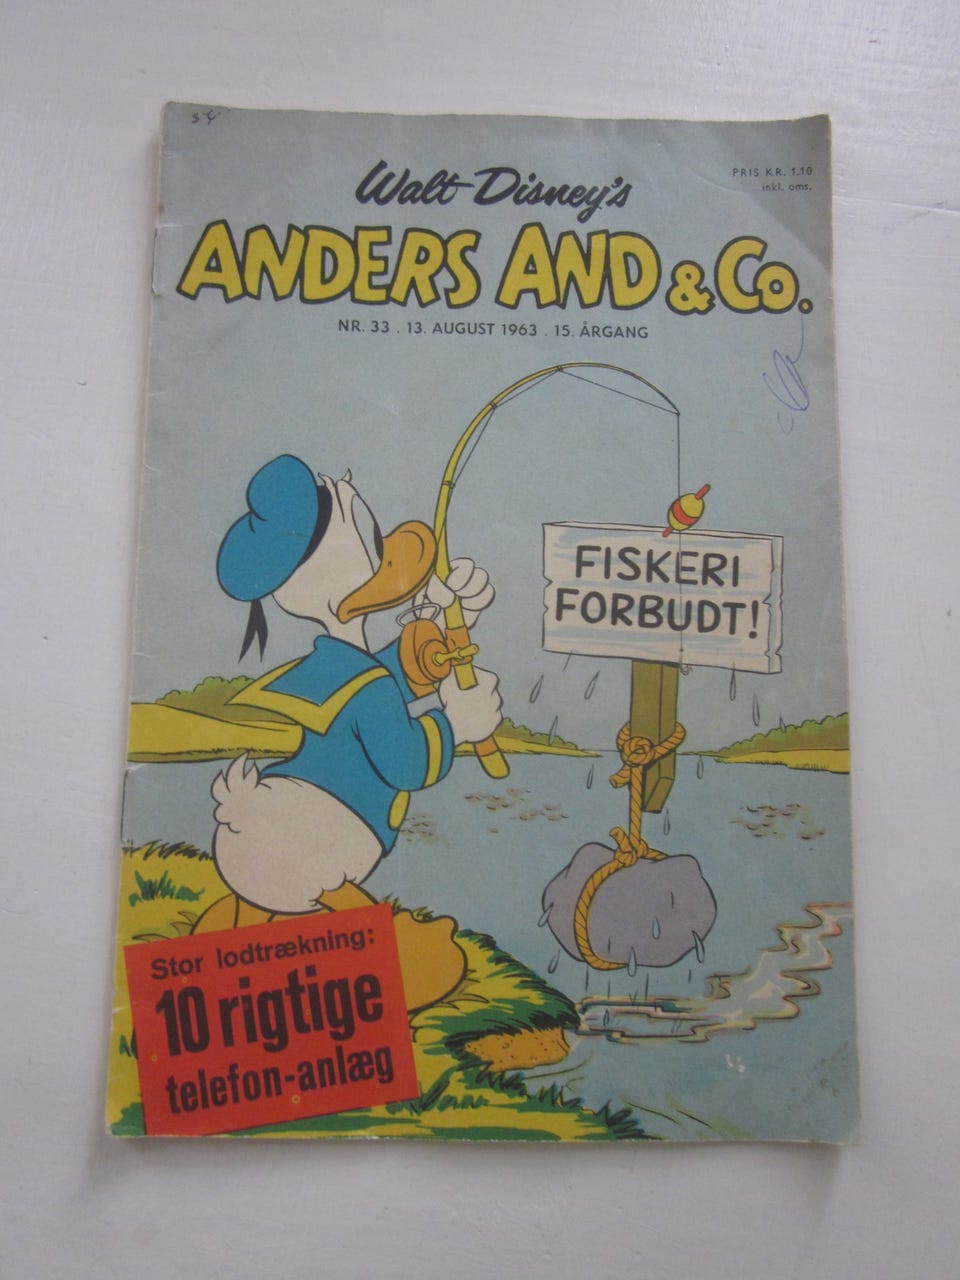 Walt Disney's
PRIS KR. 1.10
inkl. oms.
ANDERS AND & Co.
NR. 33 . 13. AUGUST 1963 . 15. ÅRGANG
FISKERI
FORBUDT!
Stor lodtrækning:
10 rigtige
telefon-anlæg